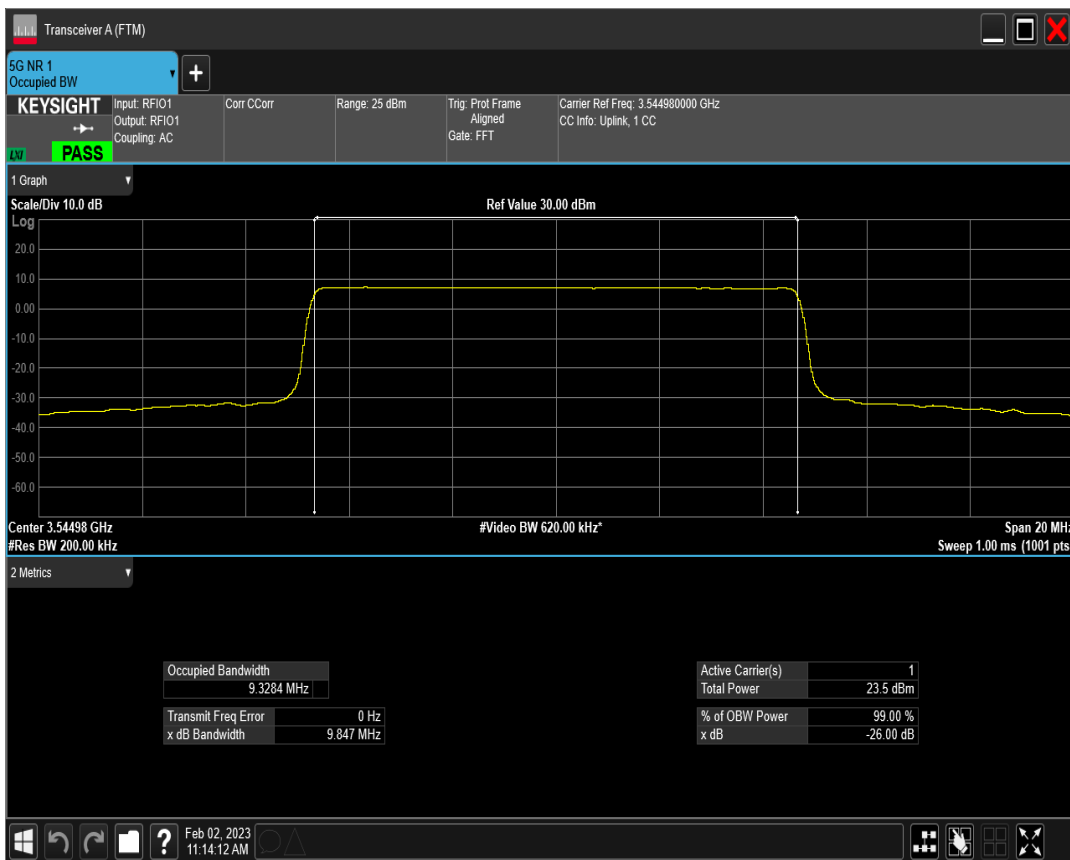 Transceiver A (FTM)
5G NR 1
Occupied BW
+
KEYSIGHT
LXI
PASS
Input: RFIO1
Output: RFIO1
Coupling: AC
Corr CCorr
Range: 25 dBm
Trig: Prot Frame
Aligned
Gate: FFT
Carrier Ref Freq: 3.544980000 GHz
CC Info: Uplink, 1 CC
1 Graph
Scale/Div 10.0 dB
Ref Value 30.00 dBm
Log
20.0
10.0
0.00
-10.0
-20.0
-30.0
-40.0
-50.0
-60.0
Center 3.54498 GHz
#Video BW 620.00 kHz*
Span 20 MHz
#Res BW 200.00 kHz
Sweep 1.00 ms (1001 pts
2 Metrics
Occupied Bandwidth
9.3284 MHz
Transmit Freq Error 0 Hz
x dB Bandwidth 9.847 MHz
Active Carrier(s) 1
Total Power 23.5 dBm
% of OBW Power 99.00 %
x dB -26.00 dB
?
Feb 02, 2023
11:14:12 AM